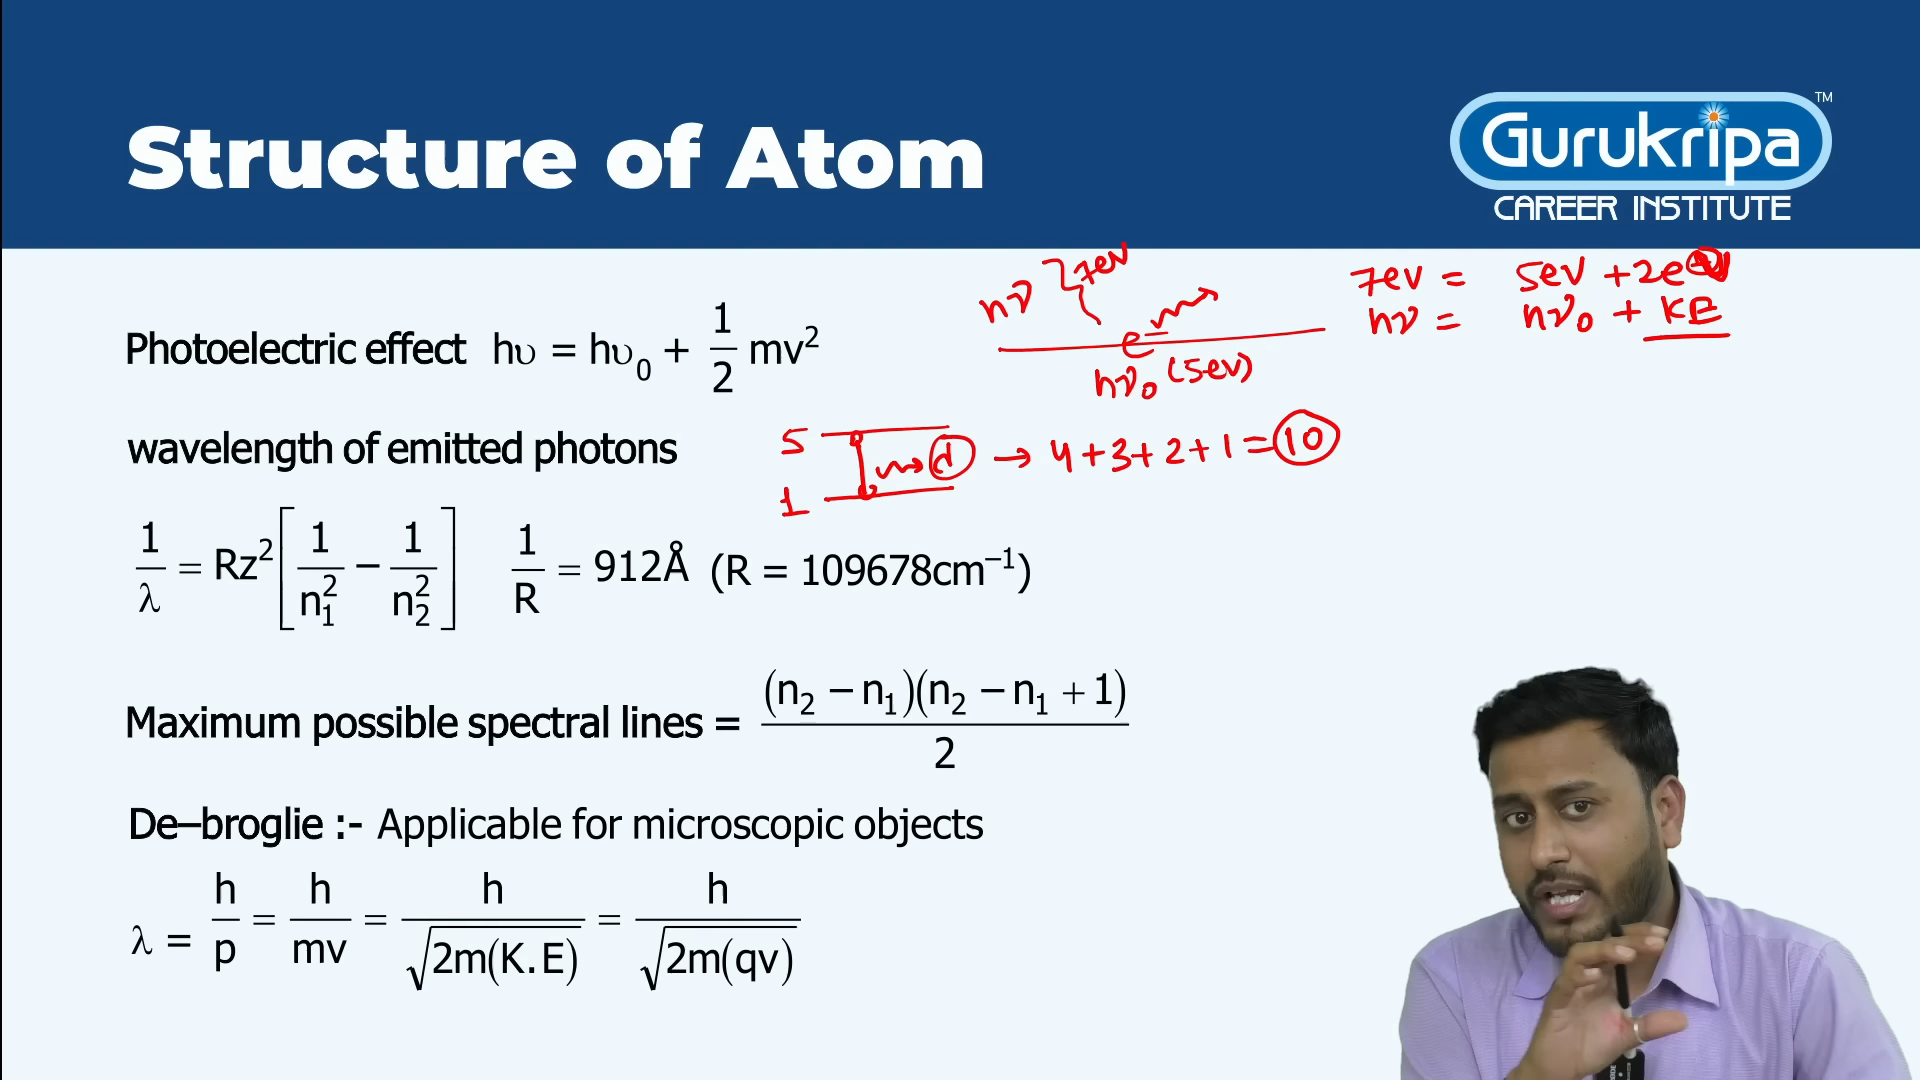 Structure of Atom
Gurukripa TM
CAREER INSTITUTE
hν 7ev
e⁻
hν₀ (5ev)
7ev = 5ev + 2e
hν = hν₀ + KE
Photoelectric effect hυ = hυ₀ + 1/2 mv²
wavelength of emitted photons
5
1
d → 4+3+2+1=10
1/λ = Rz² [1/n₁² − 1/n₂²] 1/R = 912Å (R = 109678cm⁻¹)
Maximum possible spectral lines = (n₂ − n₁)(n₂ − n₁ + 1)/2
De–broglie :- Applicable for microscopic objects
λ = h/p = h/mv = h/√2m(K.E) = h/√2m(qv)